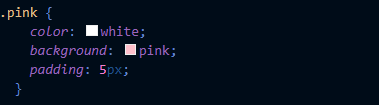 .pink {
color: white;
background: pink;
padding: 5px;
}